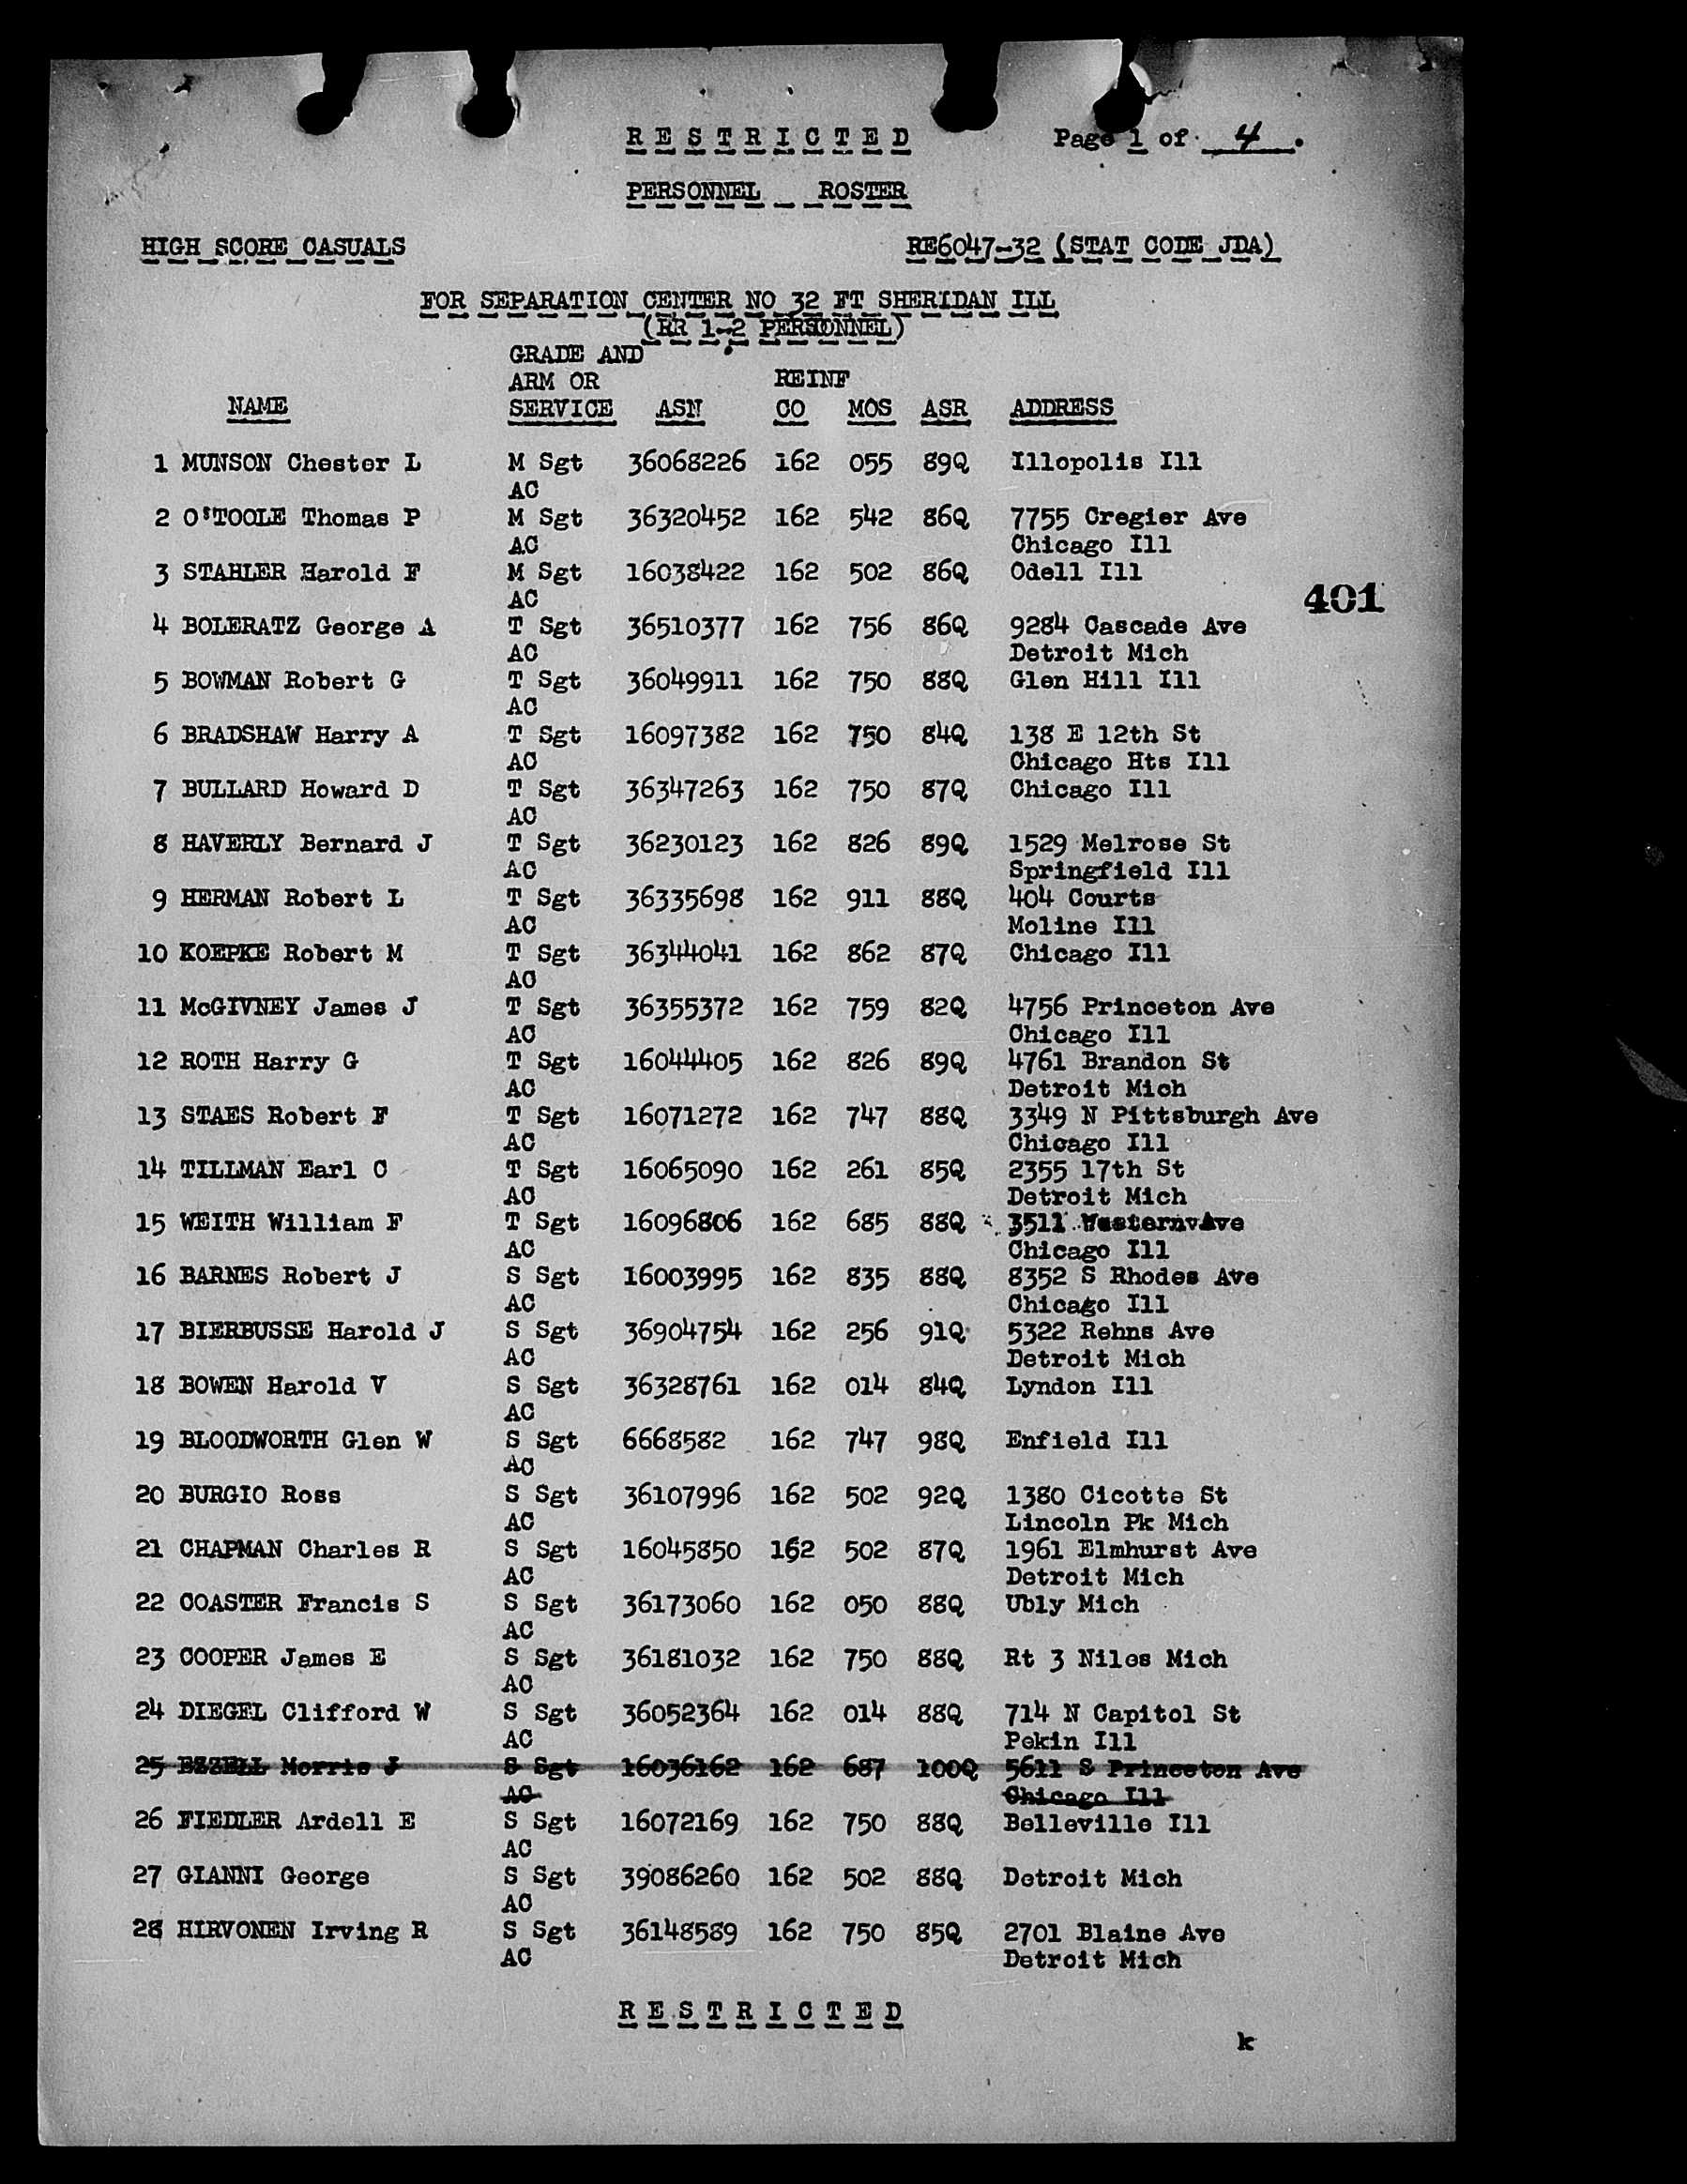 R E S T R I C T E D Page 1 of 4.
PERSONNEL ROSTER
HIGH SCORE CASUALS RE6047-32 (STAT CODE JDA)
FOR SEPARATION CENTER NO 32 FT SHERIDAN ILL
(RR 1-2 PERSONNEL)
GRADE AND
ARM OR REINF
NAME SERVICE ASN CO MOS ASR ADDRESS
1 MUNSON Chester L M Sgt 36068226 162 055 89Q Illopolis Ill
AC
2 O'TOOLE Thomas P M Sgt 36320452 162 542 86Q 7755 Cregier Ave
AC Chicago Ill
3 STAHLER Harold F M Sgt 16038422 162 502 86Q Odell Ill
AC 401
4 BOLERATZ George A T Sgt 36510377 162 756 86Q 9284 Cascade Ave
AC Detroit Mich
5 BOWMAN Robert G T Sgt 36049911 162 750 88Q Glen Hill Ill
AC
6 BRADSHAW Harry A T Sgt 16097382 162 750 84Q 138 E 12th St
AC Chicago Hts Ill
7 BULLARD Howard D T Sgt 36347263 162 750 87Q Chicago Ill
AC
8 HAVERLY Bernard J T Sgt 36230123 162 826 89Q 1529 Melrose St
AC Springfield Ill
9 HERMAN Robert L T Sgt 36335698 162 911 88Q 404 Courts
AC Moline Ill
10 KOEPKE Robert M T Sgt 36344041 162 862 87Q Chicago Ill
AC
11 McGIVNEY James J T Sgt 36355372 162 759 82Q 4756 Princeton Ave
AC Chicago Ill
12 ROTH Harry G T Sgt 16044405 162 826 89Q 4761 Brandon St
AC Detroit Mich
13 STAES Robert F T Sgt 16071272 162 747 88Q 3349 N Pittsburgh Ave
AC Chicago Ill
14 TILLMAN Earl C T Sgt 16065090 162 261 85Q 2355 17th St
AC Detroit Mich
15 WEITH William F T Sgt 16096806 162 685 88Q 3511 Western Ave
AC Chicago Ill
16 BARNES Robert J S Sgt 16003995 162 835 88Q 8352 S Rhodes Ave
AC Chicago Ill
17 BIERBUSSE Harold J S Sgt 36904754 162 256 91Q 5322 Rehns Ave
AC Detroit Mich
18 BOWEN Harold V S Sgt 36328761 162 014 84Q Lyndon Ill
AC
19 BLOODWORTH Glen W S Sgt 6668582 162 747 98Q Enfield Ill
AC
20 BURGIO Ross S Sgt 36107996 162 502 92Q 1380 Cicotte St
AC Lincoln Pk Mich
21 CHAPMAN Charles R S Sgt 16045850 162 502 87Q 1961 Elmhurst Ave
AC Detroit Mich
22 COASTER Francis S S Sgt 36173060 162 050 88Q Ubly Mich
AC
23 COOPER James E S Sgt 36181032 162 750 88Q Rt 3 Niles Mich
AC
24 DIEGEL Clifford W S Sgt 36052364 162 014 88Q 714 N Capitol St
AC Pekin Ill
25 EZZELL Morris J S Sgt 16036162 162 687 100Q 5611 S Princeton Ave
AC Chicago Ill
26 FIEDLER Ardell E S Sgt 16072169 162 750 88Q Belleville Ill
AC
27 GIANNI George S Sgt 39086260 162 502 88Q Detroit Mich
AC
28 HIRVONEN Irving R S Sgt 36148589 162 750 85Q 2701 Blaine Ave
AC Detroit Mich
R E S T R I C T E D
k